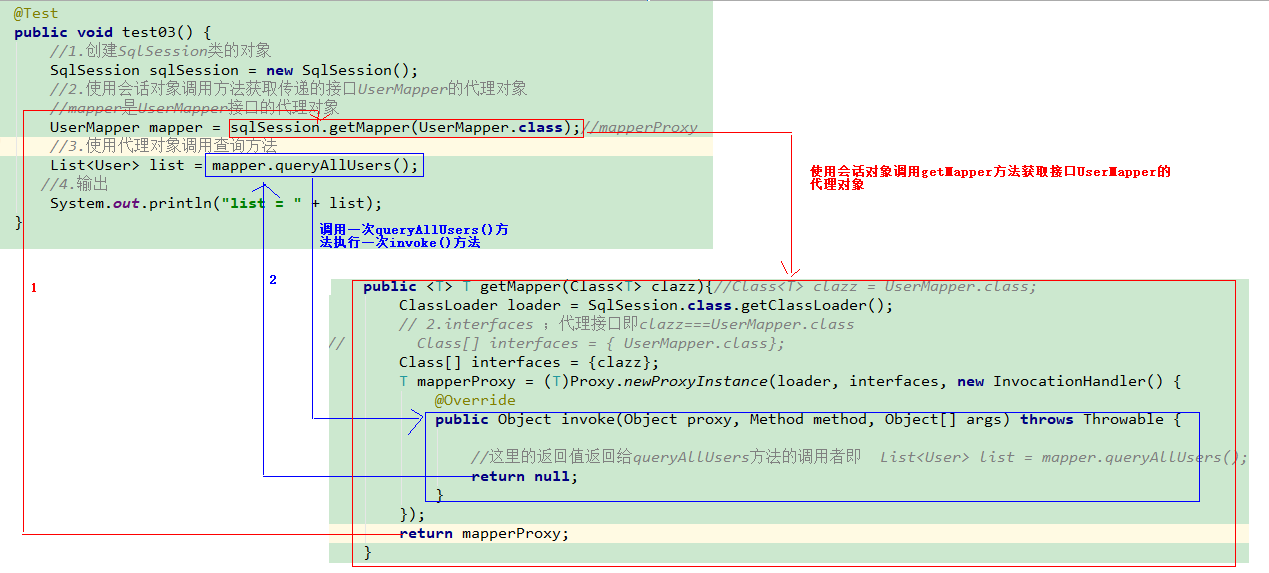 @Test
public void test03() {
//1.创建SqlSession类的对象
SqlSession sqlSession = new SqlSession();
//2.使用会话对象调用方法获取传递的接口UserMapper的代理对象
//mapper是UserMapper接口的代理对象
UserMapper mapper = sqlSession.getMapper(UserMapper.class);//mapperProxy
//3.使用代理对象调用查询方法
List<User> list = mapper.queryAllUsers();
//4.输出
System.out.println("list = " + list);
}
使用会话对象调用getMapper方法获取接口UserMapper的
代理对象
调用一次queryAllUsers()方
法执行一次invoke()方法
1
2
public <T> T getMapper(Class<T> clazz){//Class<T> clazz = UserMapper.class;
ClassLoader loader = SqlSession.class.getClassLoader();
// 2.interfaces ；代理接口即clazz===UserMapper.class
// Class[] interfaces = { UserMapper.class};
Class[] interfaces = {clazz};
T mapperProxy = (T)Proxy.newProxyInstance(loader, interfaces, new InvocationHandler() {
@Override
public Object invoke(Object proxy, Method method, Object[] args) throws Throwable {
//这里的返回值返回给queryAllUsers方法的调用者即 List<User> list = mapper.queryAllUsers();
return null;
}
});
return mapperProxy;
}